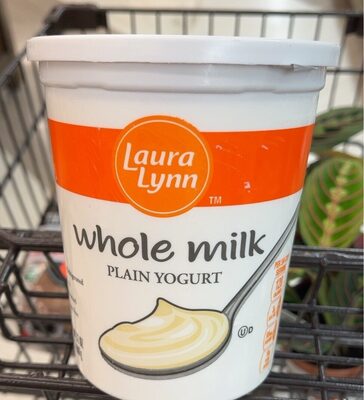 Laura
Lynn
TM
whole milk
PLAIN YOGURT
U D